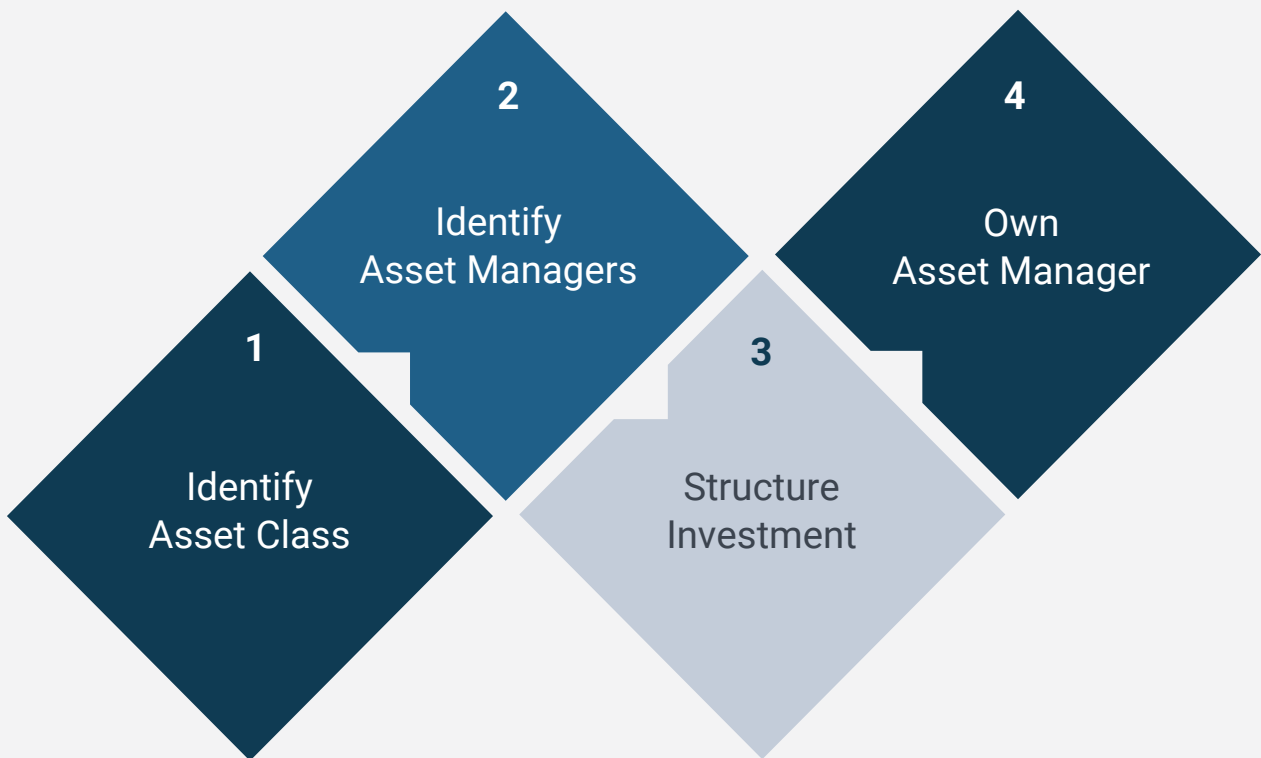 1
Identify
Asset Class
2
Identify
Asset Managers
3
Structure
Investment
4
Own
Asset Manager